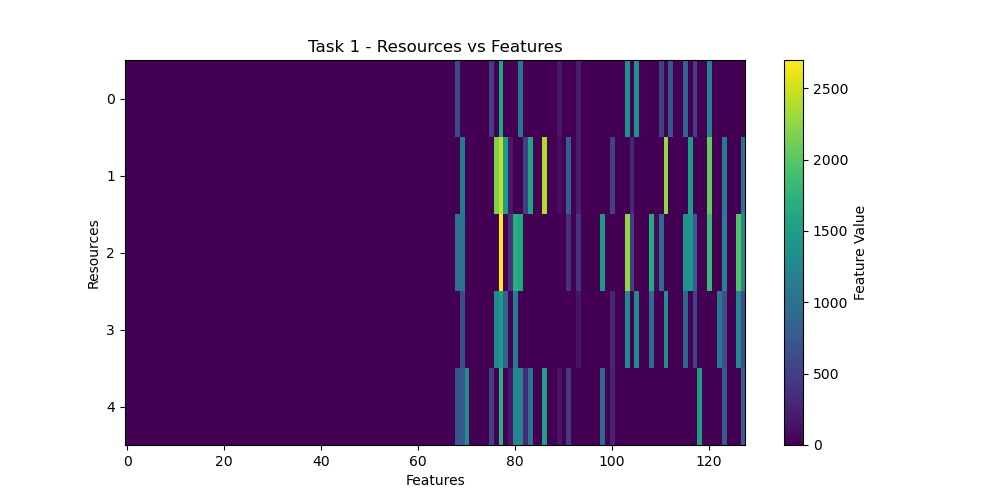 Task 1 - Resources vs Features
Resources
0
1
2
3
4
0 20 40 60 80 100 120
Features
2500
2000
1500
1000
500
0
Feature Value